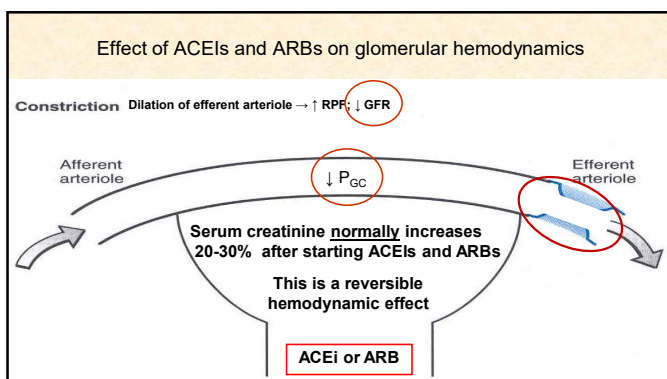 Effect of ACEIs and ARBs on glomerular hemodynamics
Constriction Dilation of efferent arteriole → ↑ RPF; ↓ GFR
Afferent
arteriole
↓ PGC
Efferent
arteriole
Serum creatinine normally increases
20-30% after starting ACEIs and ARBs
This is a reversible
hemodynamic effect
ACEi or ARB